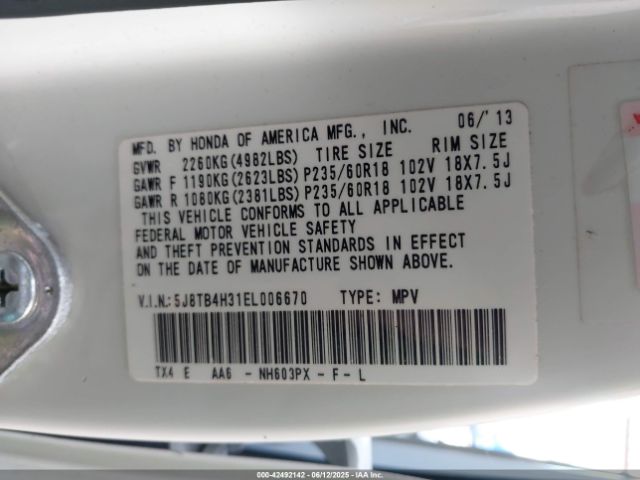 MFD. BY HONDA OF AMERICA MFG., INC. 06/'13
GVWR 2260KG(4982LBS) TIRE SIZE RIM SIZE
GAWR F 1190KG(2623LBS)P235/60R18 102V 18X7.5J
GAWR R 1080KG(2381LBS)P235/60R18 102V 18X7.5J
THIS VEHICLE CONFORMS TO ALL APPLICABLE
FEDERAL MOTOR VEHICLE SAFETY
AND THEFT PREVENTION STANDARDS IN EFFECT
ON THE DATE OF MANUFACTURE SHOWN ABOVE.
V.I.N.:5J8TB4H31EL006670 TYPE: MPV
TX4 E AA6 - NH603PX - F - L
00-42492142 - 06/12/2025 - Copyright © IAA, Inc.